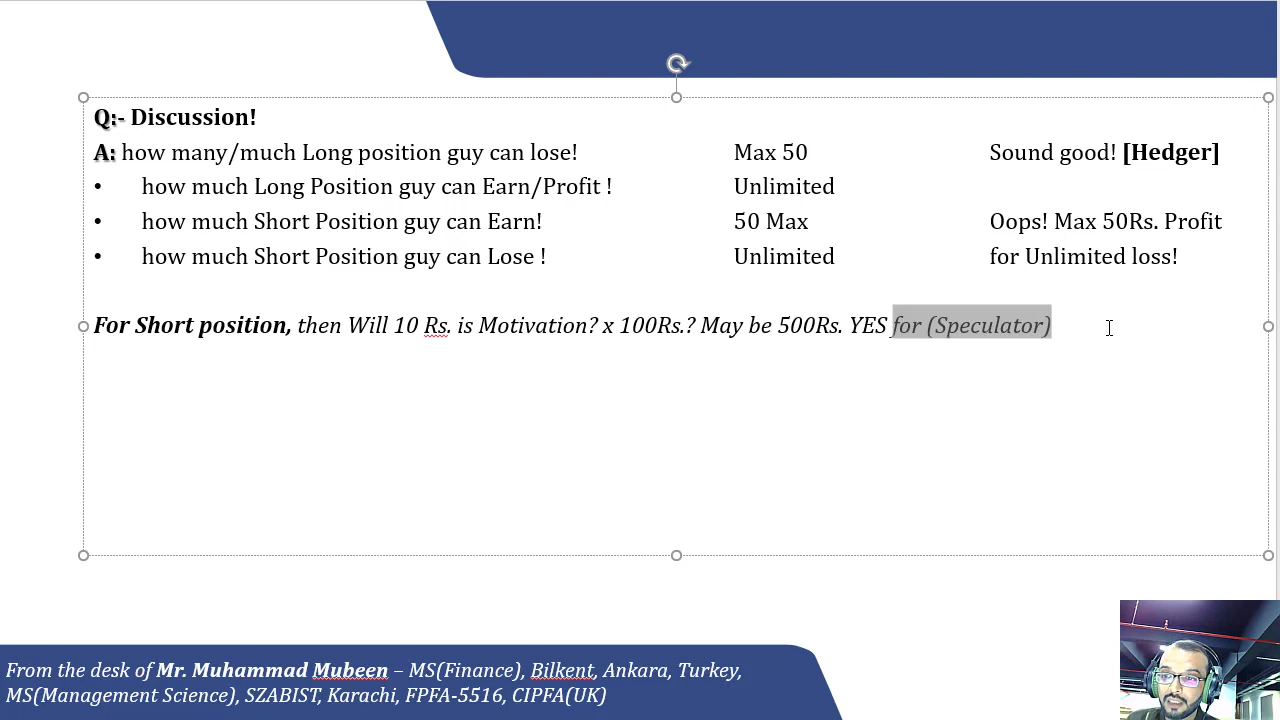 Q:- Discussion!
A: how many/much Long position guy can lose! Max 50 Sound good! [Hedger]
• how much Long Position guy can Earn/Profit ! Unlimited
• how much Short Position guy can Earn! 50 Max Oops! Max 50Rs. Profit
• how much Short Position guy can Lose ! Unlimited for Unlimited loss!
For Short position, then Will 10 Rs. is Motivation? x 100Rs.? May be 500Rs. YES for (Speculator)
From the desk of Mr. Muhammad Mubeen – MS(Finance), Bilkent, Ankara, Turkey,
MS(Management Science), SZABIST, Karachi, FPFA-5516, CIPFA(UK)